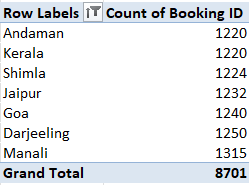 Row Labels Count of Booking ID
Andaman 1220
Kerala 1220
Shimla 1224
Jaipur 1232
Goa 1240
Darjeeling 1250
Manali 1315
Grand Total 8701